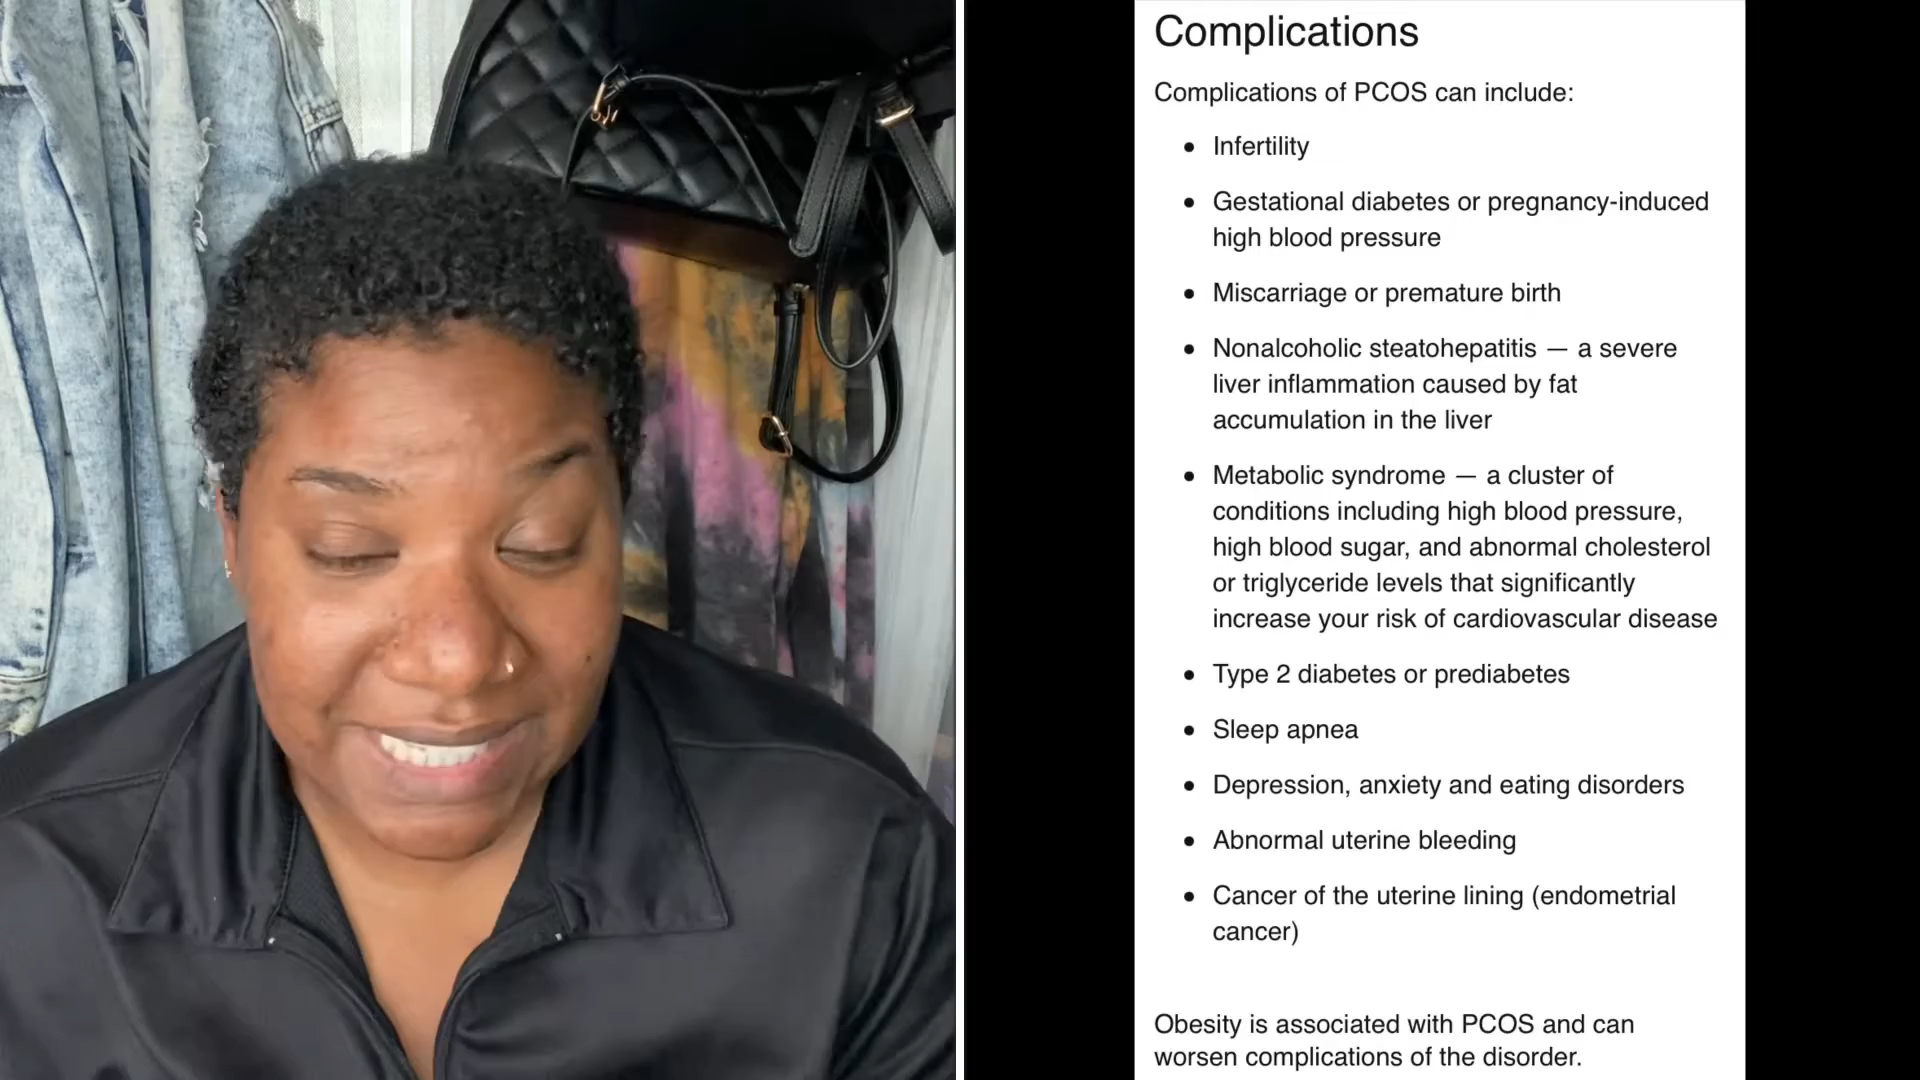 Complications
Complications of PCOS can include:
• Infertility
• Gestational diabetes or pregnancy-induced
high blood pressure
• Miscarriage or premature birth
• Nonalcoholic steatohepatitis — a severe
liver inflammation caused by fat
accumulation in the liver
• Metabolic syndrome — a cluster of
conditions including high blood pressure,
high blood sugar, and abnormal cholesterol
or triglyceride levels that significantly
increase your risk of cardiovascular disease
• Type 2 diabetes or prediabetes
• Sleep apnea
• Depression, anxiety and eating disorders
• Abnormal uterine bleeding
• Cancer of the uterine lining (endometrial
cancer)
Obesity is associated with PCOS and can
worsen complications of the disorder.